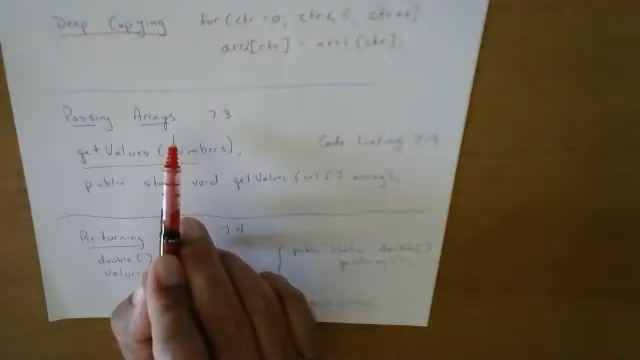 Deep Copying for (ctr = 0, ctr < 5, ctr++)
arr2[ctr] = arr1[ctr];
Passing Arrays 7.3
getValues (numbers);
Code Listing 7-9
public void getValues (int[] array);
Returning 7.4
double[]
values
public static double[]